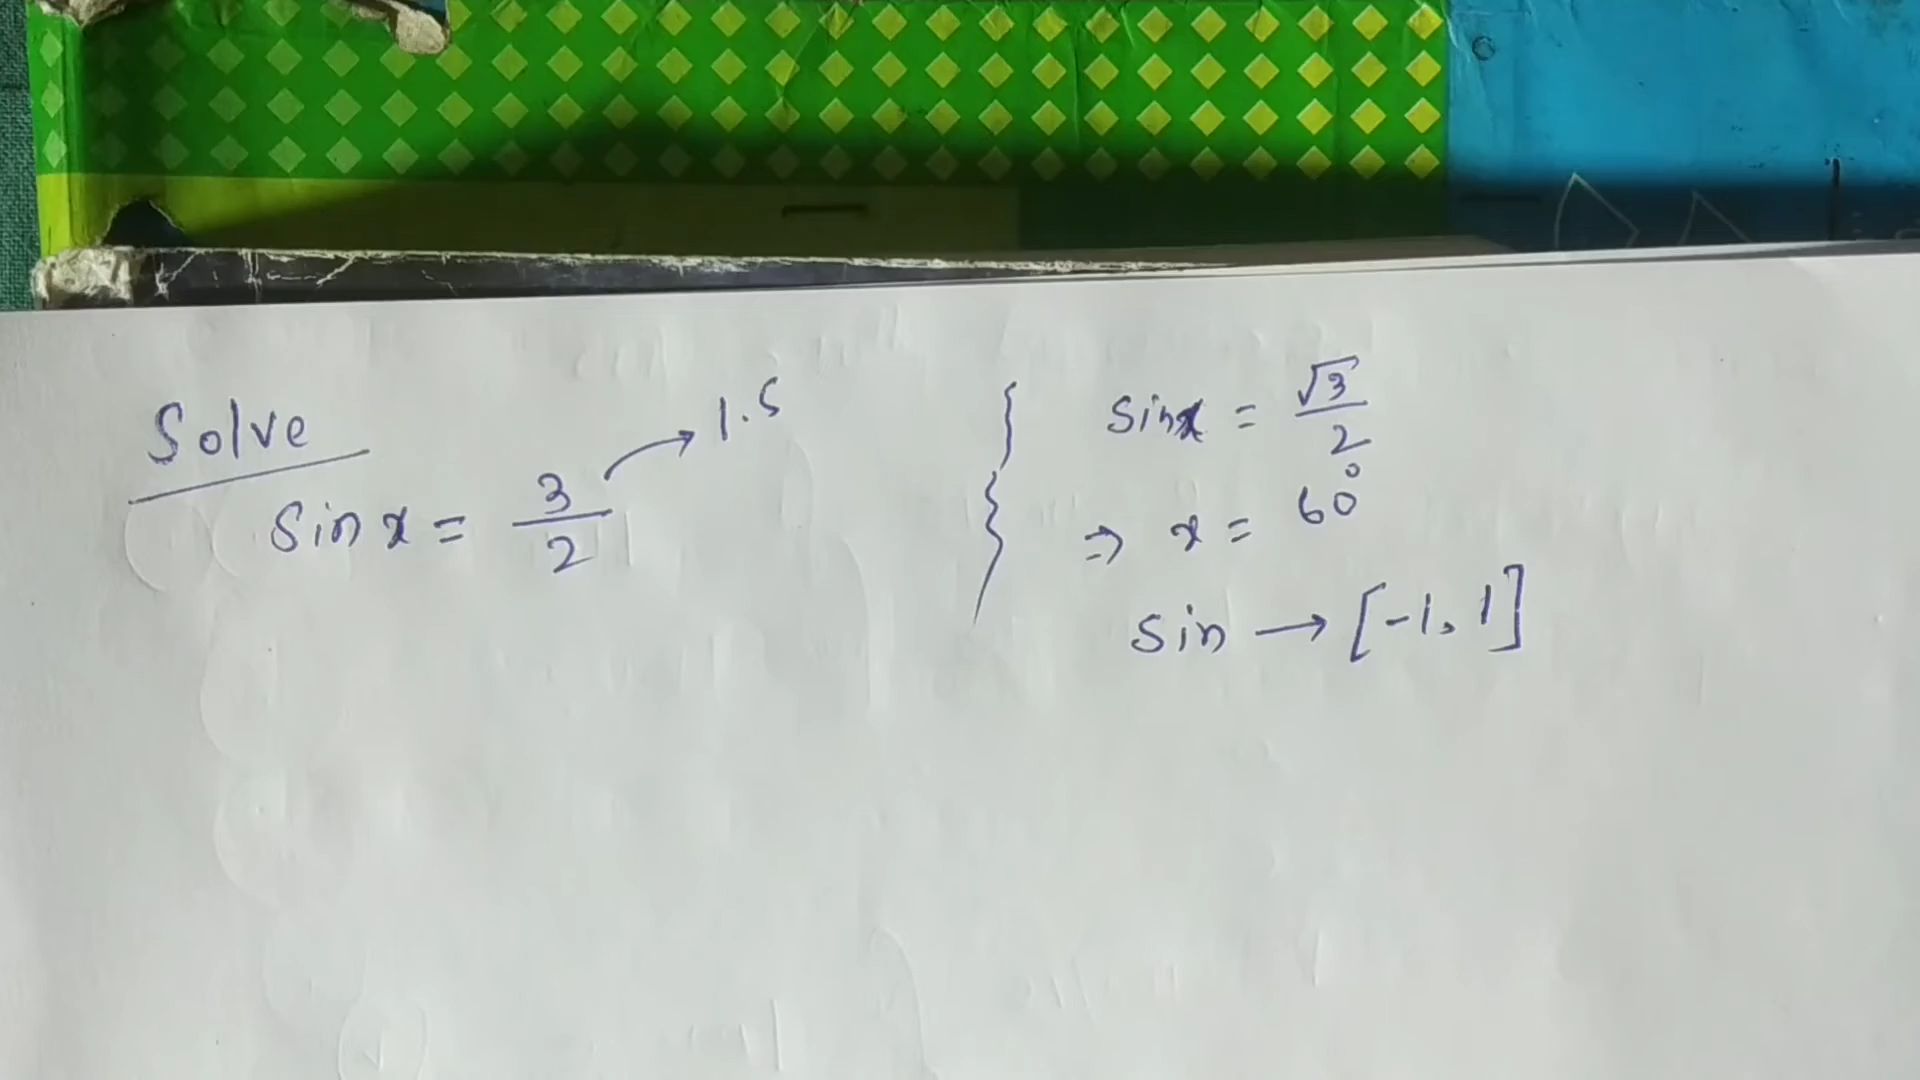 Solve
sin x = 3/2 → 1.5
sin x = √3/2
⇒ x = 60°
sin → [-1, 1]